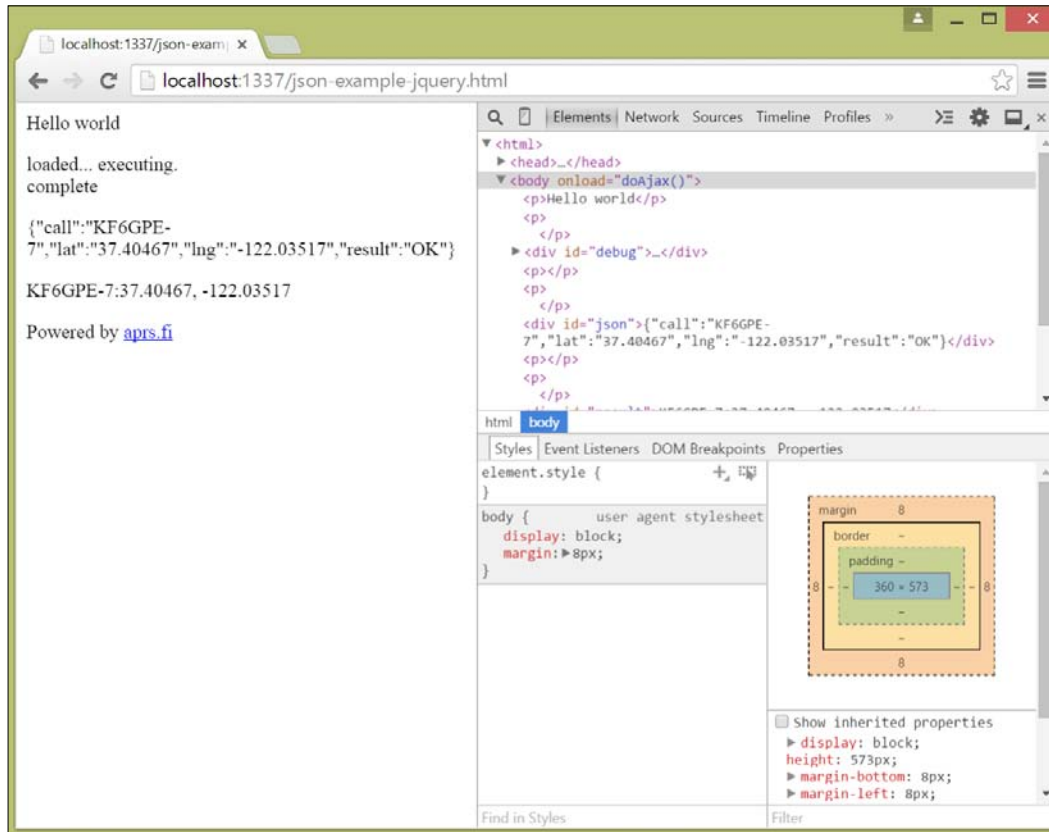 localhost:1337/json-exam
localhost:1337/json-example-jquery.html
Hello world
loaded... executing.
complete
{"call":"KF6GPE-
7","lat":"37.40467","lng":"-122.03517","result":"OK"}
KF6GPE-7:37.40467, -122.03517
Powered by aprs.fi
Elements Network Sources Timeline Profiles »
▼<html>
▶<head>…</head>
▼<body onload="doAjax()">
<p>Hello world</p>
<p>
</p>
▶<div id="debug">…</div>
<p></p>
<p>
</p>
<div id="json">{"call":"KF6GPE-
7","lat":"37.40467","lng":"-122.03517","result":"OK"}</div>
<p></p>
<p>
</p>
html body
Styles Event Listeners DOM Breakpoints Properties
element.style {
}
body { user agent stylesheet
display: block;
margin:▶8px;
}
margin 8
border –
padding –
8 – – 360 × 573 – – 8
–
–
8
Show inherited properties
▶ display: block;
height: 573px;
▶ margin-bottom: 8px;
▶ margin-left: 8px;
Find in Styles
Filter